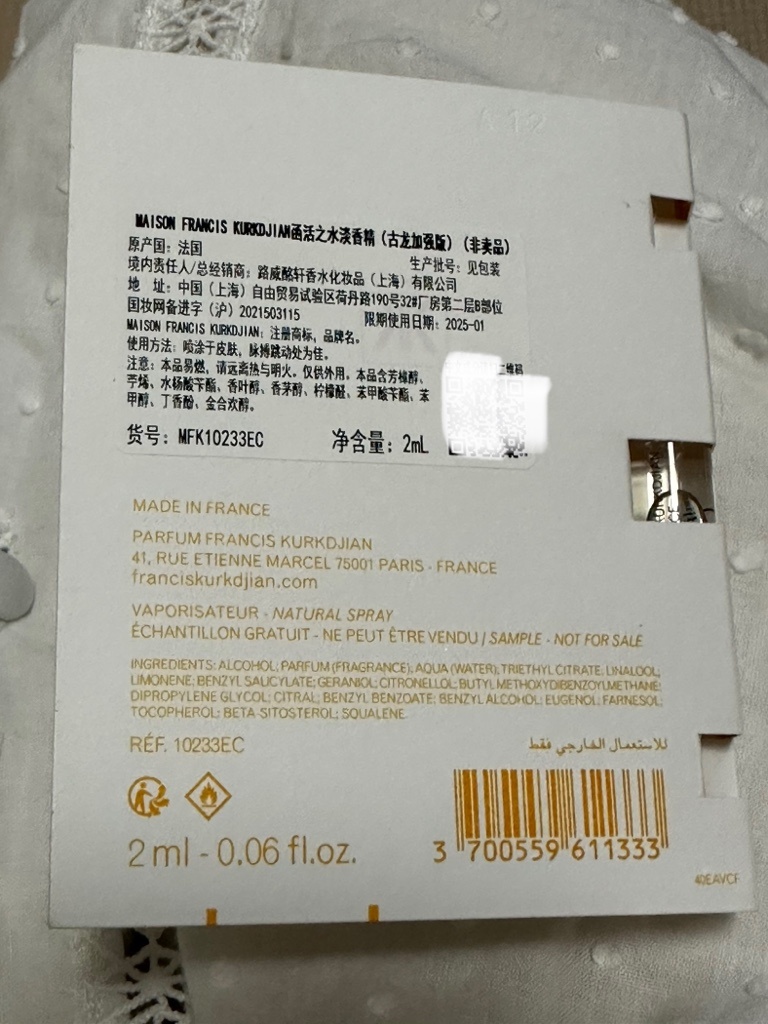 A12
MAISON FRANCIS KURKDJIAN函活之水淡香精（古龙加强版）（非卖品）
原产国：法国 生产批号：见包装
境内责任人/总经销商：路威酩轩香水化妆品（上海）有限公司
地 址：中国（上海）自由贸易试验区荷丹路190号32#厂房第二层B部位
国妆网备进字（沪）2021503115 限期使用日期：2025-01
MAISON FRANCIS KURKDJIAN：注册商标，品牌名。
使用方法：喷涂于皮肤，脉搏跳动处为佳。
注意：本品易燃，请远离热与明火。仅供外用。本品含芳樟醇、
苧烯、水杨酸苄酯、香叶醇、香茅醇、柠檬醛、苯甲酸苄酯、苯
甲醇、丁香酚、金合欢醇。
二维码
货号：MFK10233EC 净含量：2mL
MADE IN FRANCE
PARFUM FRANCIS KURKDJIAN
41, RUE ETIENNE MARCEL 75001 PARIS - FRANCE
franciskurkdjian.com
VAPORISATEUR - NATURAL SPRAY
ÉCHANTILLON GRATUIT - NE PEUT ÊTRE VENDU / SAMPLE - NOT FOR SALE
INGREDIENTS: ALCOHOL; PARFUM (FRAGRANCE); AQUA (WATER); TRIETHYL CITRATE; LINALOOL;
LIMONENE; BENZYL SALICYLATE; GERANIOL; CITRONELLOL; BUTYL METHOXYDIBENZOYLMETHANE;
DIPROPYLENE GLYCOL; CITRAL; BENZYL BENZOATE; BENZYL ALCOHOL; EUGENOL; FARNESOL;
TOCOPHEROL; BETA-SITOSTEROL; SQUALENE.
RÉF. 10233EC للاستعمال الخارجي فقط
2 ml - 0.06 fl.oz.
3 700559 611333
40EAVCF